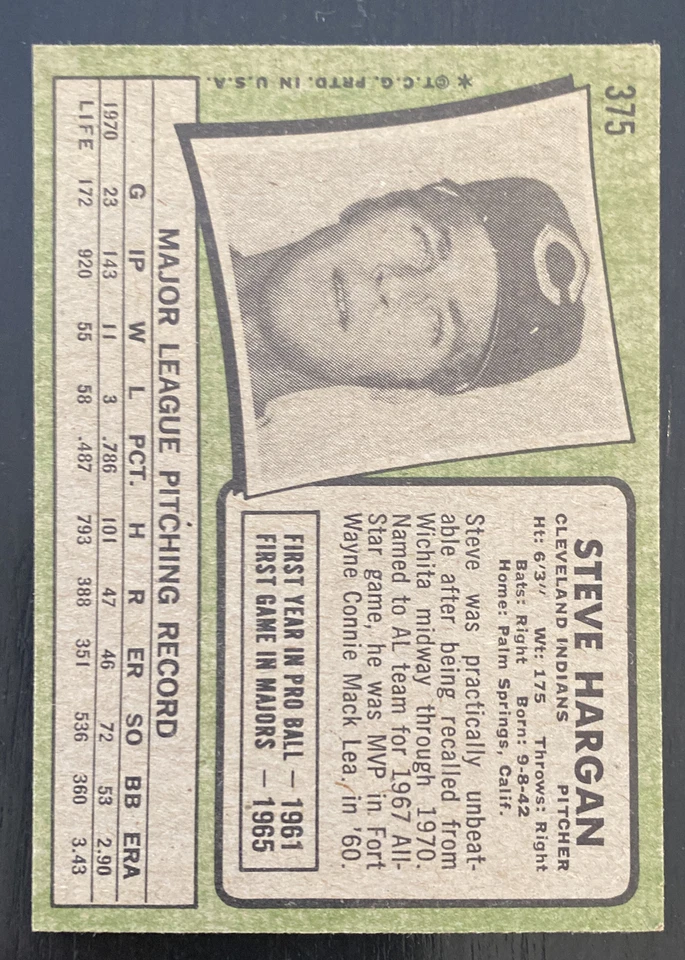 375
✶©T.C.G. PRTD. IN U.S.A.
STEVE HARGAN
CLEVELAND INDIANS PITCHER
Ht: 6'3" Wt: 175 Throws: Right
Bats: Right Born: 9-8-42
Home: Palm Springs, Calif.
Steve was practically unbeat-
able after being recalled from
Wichita midway through 1970.
Named to AL team for 1967 All-
Star game, he was MVP in Fort
Wayne Connie Mack Lea. in '60.
FIRST YEAR IN PRO BALL — 1961
FIRST GAME IN MAJORS — 1965
MAJOR LEAGUE PITCHING RECORD
G IP W L PCT. H R ER SO BB ERA
1970 23 143 11 3 .786 101 47 46 72 53 2.90
LIFE 172 920 55 58 .487 793 388 351 536 360 3.43